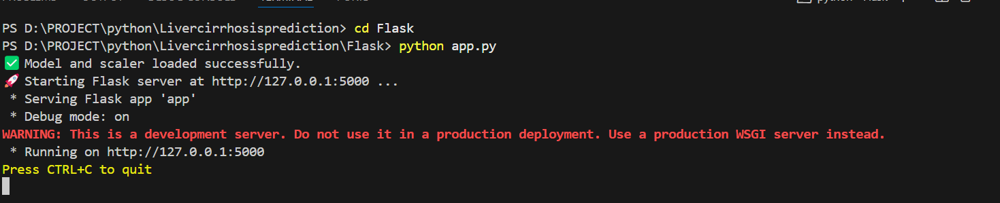 PS D:\PROJECT\python\Livercirrhosisprediction> cd Flask
PS D:\PROJECT\python\Livercirrhosisprediction\Flask> python app.py
✅ Model and scaler loaded successfully.
🚀 Starting Flask server at http://127.0.0.1:5000 ...
 * Serving Flask app 'app'
 * Debug mode: on
WARNING: This is a development server. Do not use it in a production deployment. Use a production WSGI server instead.
 * Running on http://127.0.0.1:5000
Press CTRL+C to quit